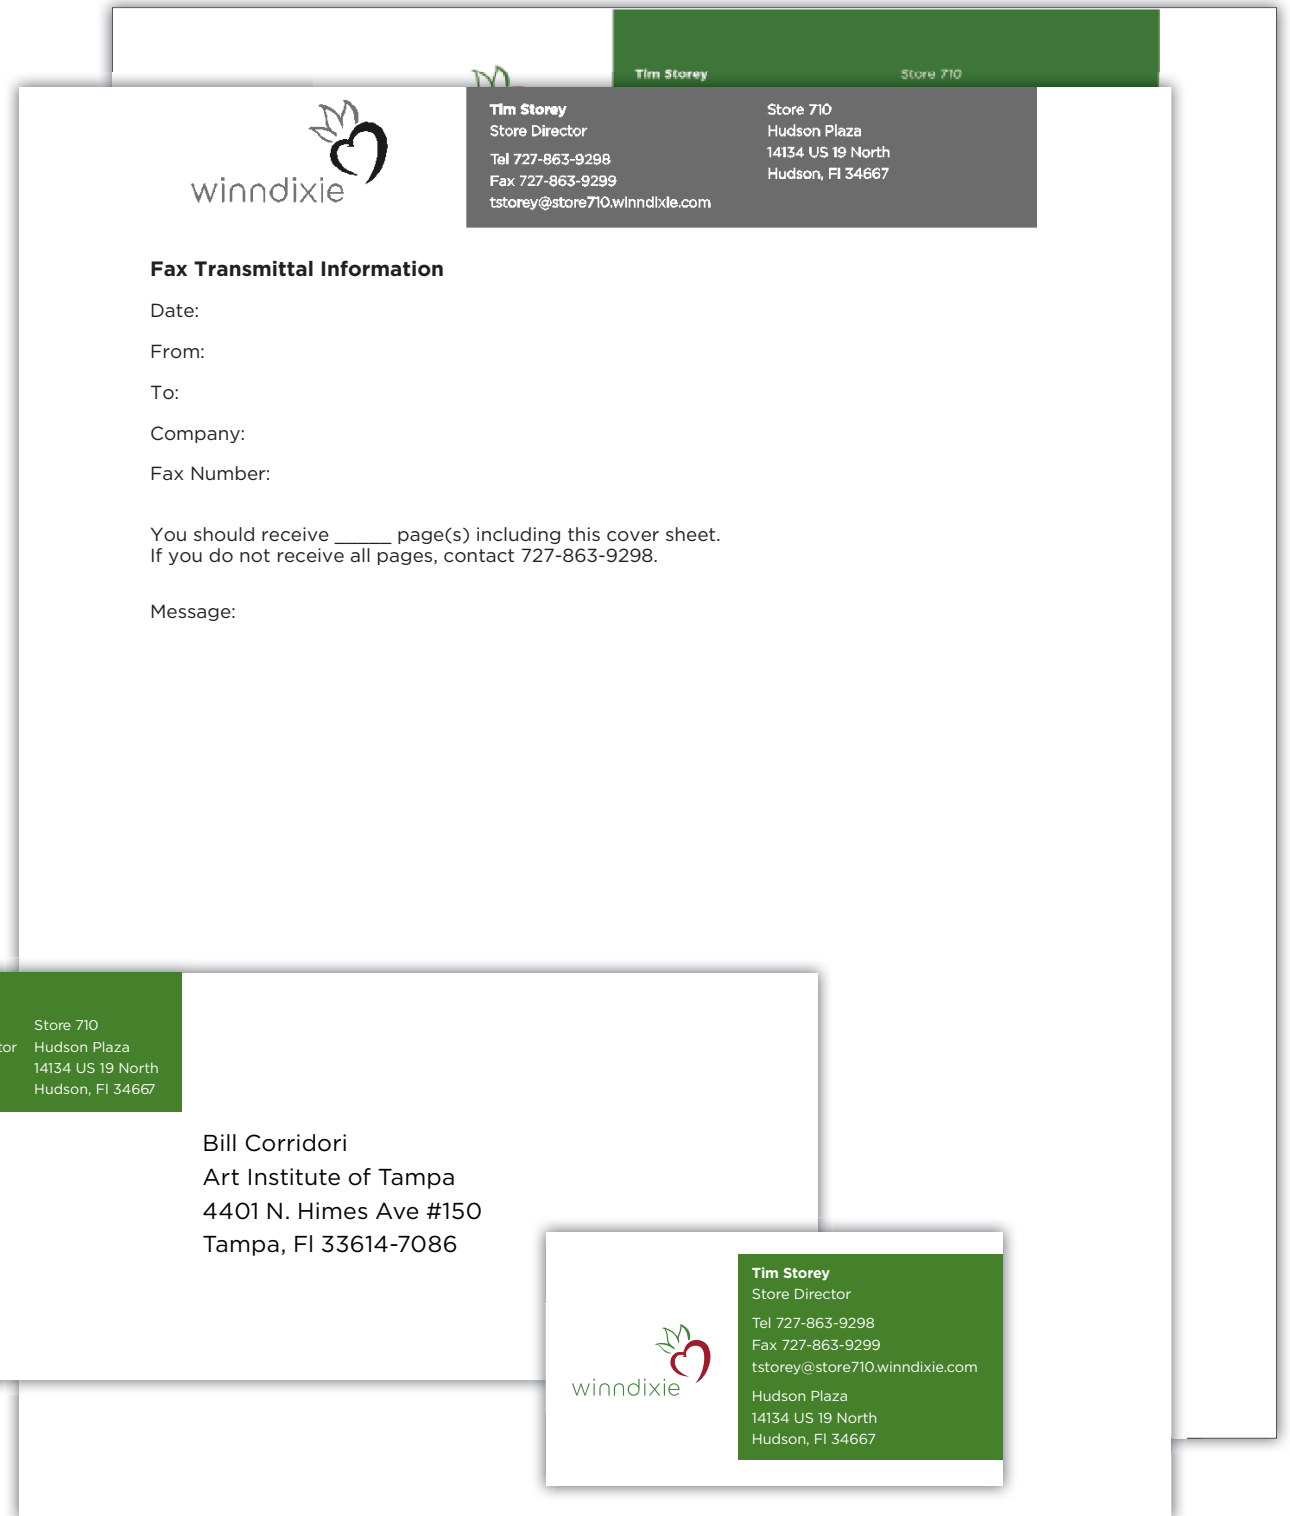 Tim Storey
Store 710
winndixie
Tim Storey
Store Director
Tel 727-863-9298
Fax 727-863-9299
tstorey@store710.winndixie.com
Store 710
Hudson Plaza
14134 US 19 North
Hudson, Fl 34667
Fax Transmittal Information
Date:
From:
To:
Company:
Fax Number:
You should receive _____ page(s) including this cover sheet.
If you do not receive all pages, contact 727-863-9298.
Message:
Store 710
Hudson Plaza
14134 US 19 North
Hudson, Fl 34667
Bill Corridori
Art Institute of Tampa
4401 N. Himes Ave #150
Tampa, Fl 33614-7086
winndixie
Tim Storey
Store Director
Tel 727-863-9298
Fax 727-863-9299
tstorey@store710.winndixie.com
Hudson Plaza
14134 US 19 North
Hudson, Fl 34667